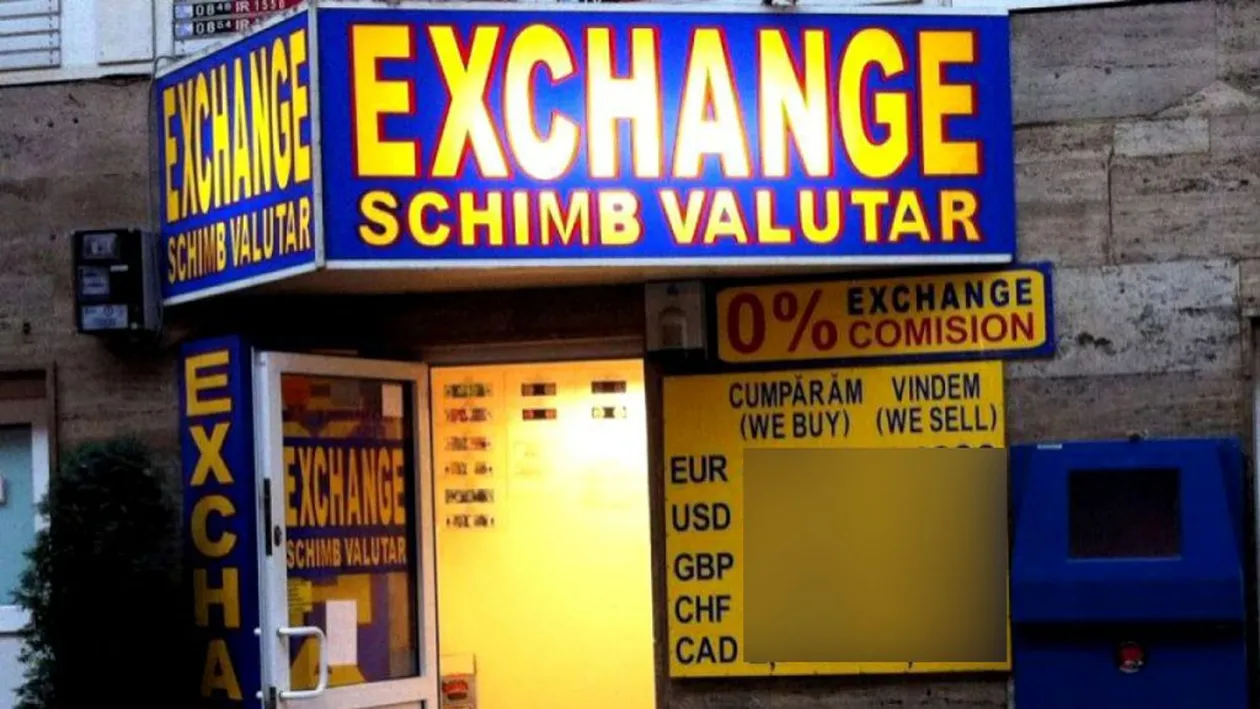 EXCHANGE
SCHIMB VALUTAR
EXCHANGE
SCHIMB VALUTAR
0% EXCHANGE
COMISION
CUMPĂRĂM VINDEM
(WE BUY) (WE SELL)
EUR
USD
GBP
CHF
CAD
EXCHA
EXCHANGE
SCHIMB VALUTAR